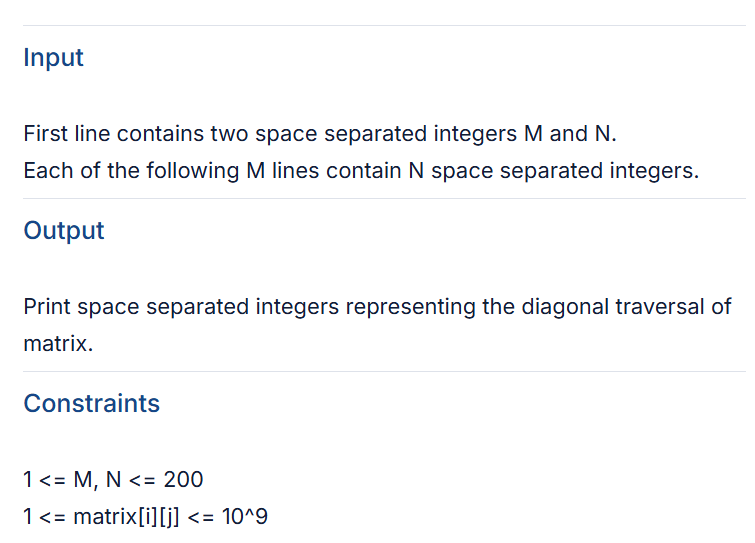 Input
First line contains two space separated integers M and N.
Each of the following M lines contain N space separated integers.
Output
Print space separated integers representing the diagonal traversal of
matrix.
Constraints
1 <= M, N <= 200
1 <= matrix[i][j] <= 10^9